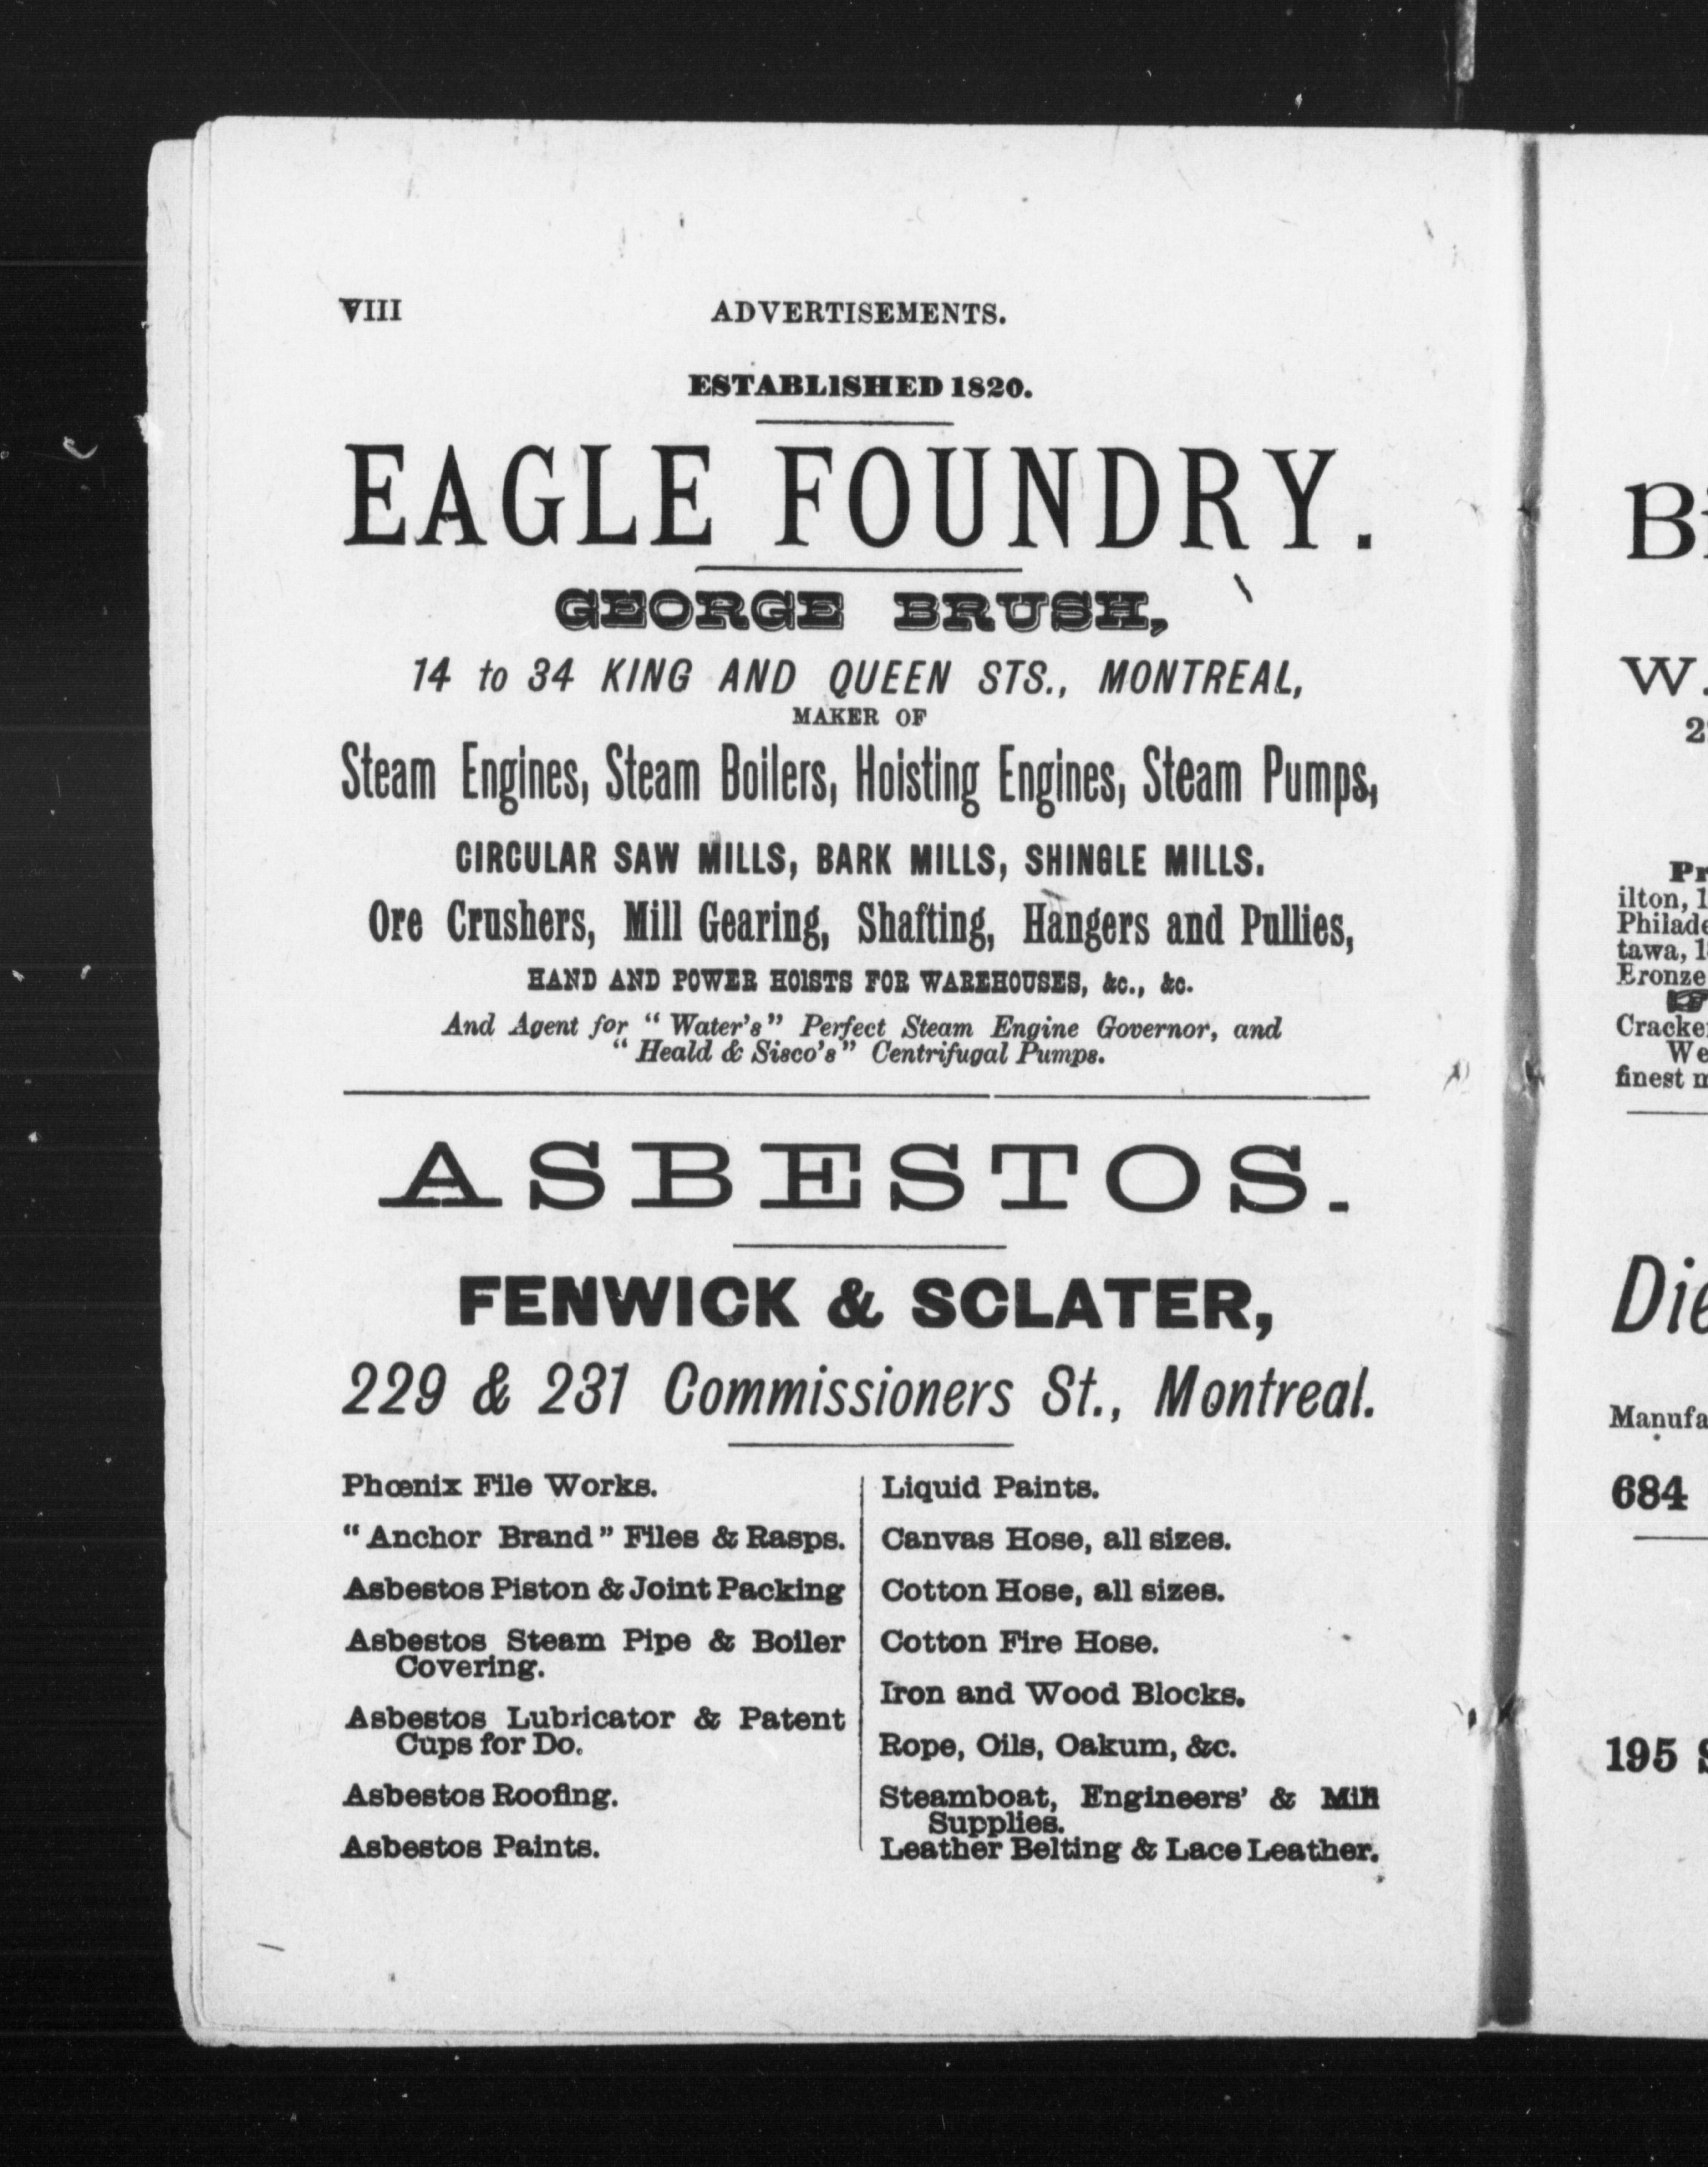 VIII
ADVERTISEMENTS.
ESTABLISHED 1820.
EAGLE FOUNDRY.
GEORGE BRUSH,
14 to 34 KING AND QUEEN STS., MONTREAL,
MAKER OF
Steam Engines, Steam Boilers, Hoisting Engines, Steam Pumps,
CIRCULAR SAW MILLS, BARK MILLS, SHINGLE MILLS.
Ore Crushers, Mill Gearing, Shafting, Hangers and Pullies,
HAND AND POWER HOISTS FOR WAREHOUSES, &c., &c.
And Agent for "Water's" Perfect Steam Engine Governor, and
"Heald & Sisco's" Centrifugal Pumps.
ASBESTOS.
FENWICK & SCLATER,
229 & 231 Commissioners St., Montreal.
Phœnix File Works.
"Anchor Brand" Files & Rasps.
Asbestos Piston & Joint Packing
Asbestos Steam Pipe & Boiler
Covering.
Asbestos Lubricator & Patent
Cups for Do.
Asbestos Roofing.
Asbestos Paints.
Liquid Paints.
Canvas Hose, all sizes.
Cotton Hose, all sizes.
Cotton Fire Hose.
Iron and Wood Blocks.
Rope, Oils, Oakum, &c.
Steamboat, Engineers' & Mill
Supplies.
Leather Belting & Lace Leather.
W.
ilton,
tawa,
We
finest
684
195